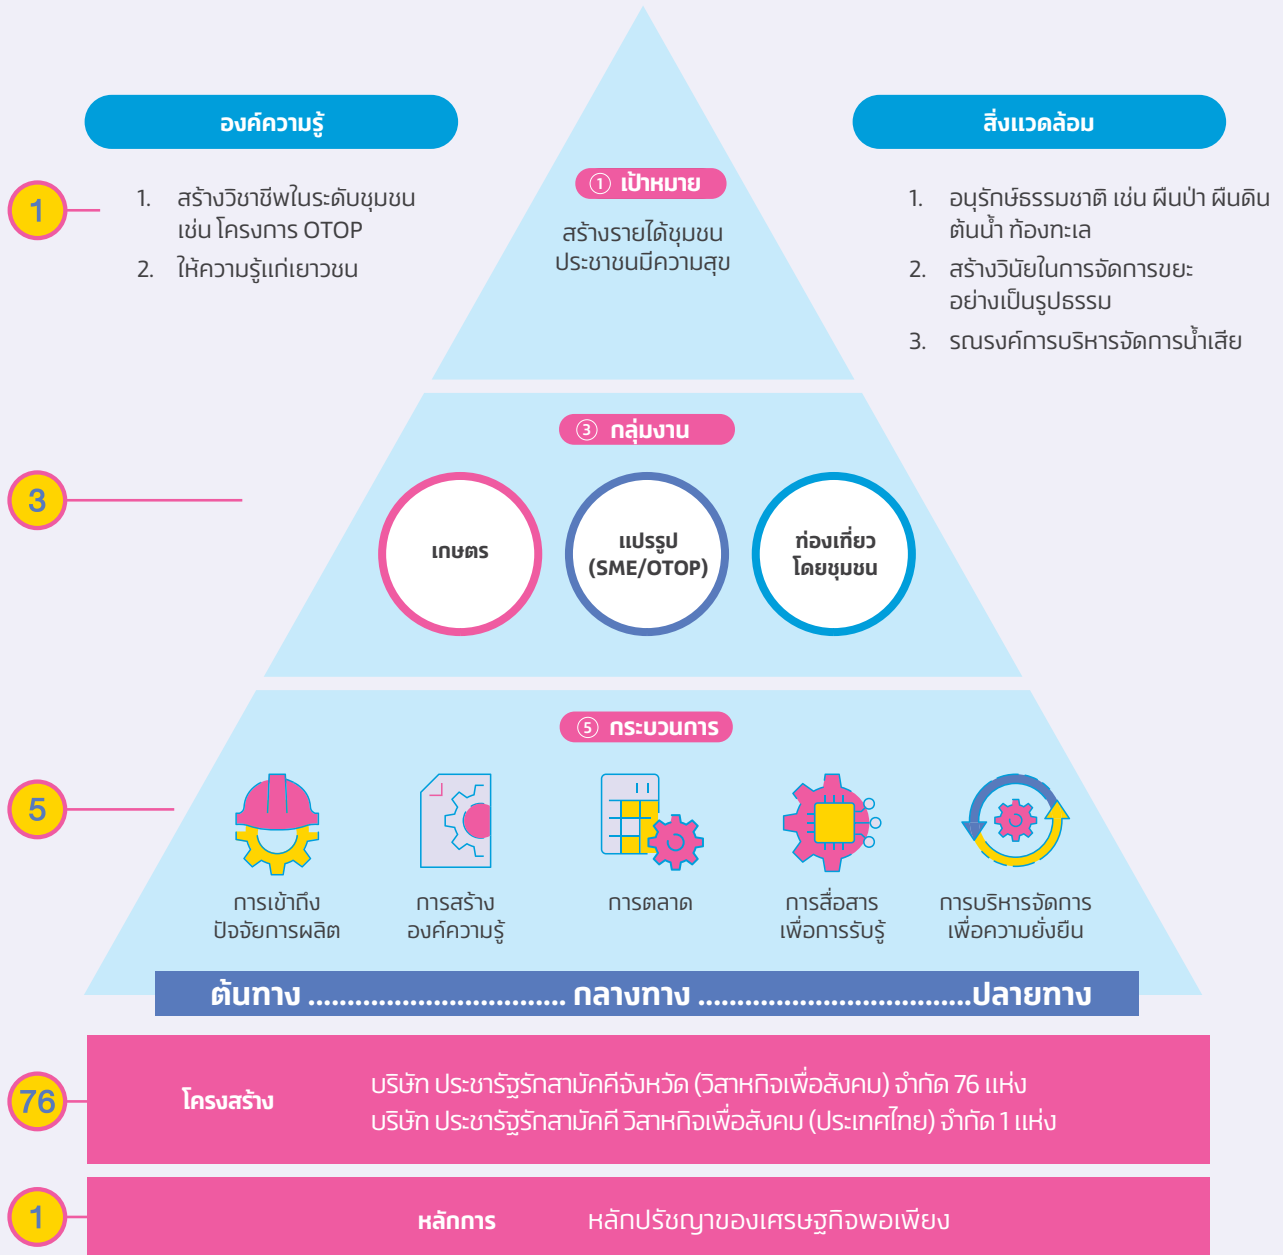 องค์ความรู้
1
1. สร้างวิชาชีพในระดับชุมชน
เช่น โครงการ OTOP
2. ให้ความรู้แก่เยาวชน
① เป้าหมาย
สร้างรายได้ชุมชน
ประชาชนมีความสุข
สิ่งแวดล้อม
1. อนุรักษ์ธรรมชาติ เช่น ผืนป่า ผืนดิน
ต้นน้ำ ท้องทะเล
2. สร้างวินัยในการจัดการขยะ
อย่างเป็นรูปธรรม
3. รณรงค์การบริหารจัดการน้ำเสีย
3
③ กลุ่มงาน
เกษตร
แปรรูป
(SME/OTOP)
ท่องเที่ยว
โดยชุมชน
5
⑤ กระบวนการ
การเข้าถึง
ปัจจัยการผลิต
การสร้าง
องค์ความรู้
การตลาด
การสื่อสาร
เพื่อการรับรู้
การบริหารจัดการ
เพื่อความยั่งยืน
ต้นทาง ................................. กลางทาง ...................................ปลายทาง
76
โครงสร้าง
บริษัท ประชารัฐรักสามัคคีจังหวัด (วิสาหกิจเพื่อสังคม) จำกัด 76 แห่ง
บริษัท ประชารัฐรักสามัคคี วิสาหกิจเพื่อสังคม (ประเทศไทย) จำกัด 1 แห่ง
1
หลักการ หลักปรัชญาของเศรษฐกิจพอเพียง